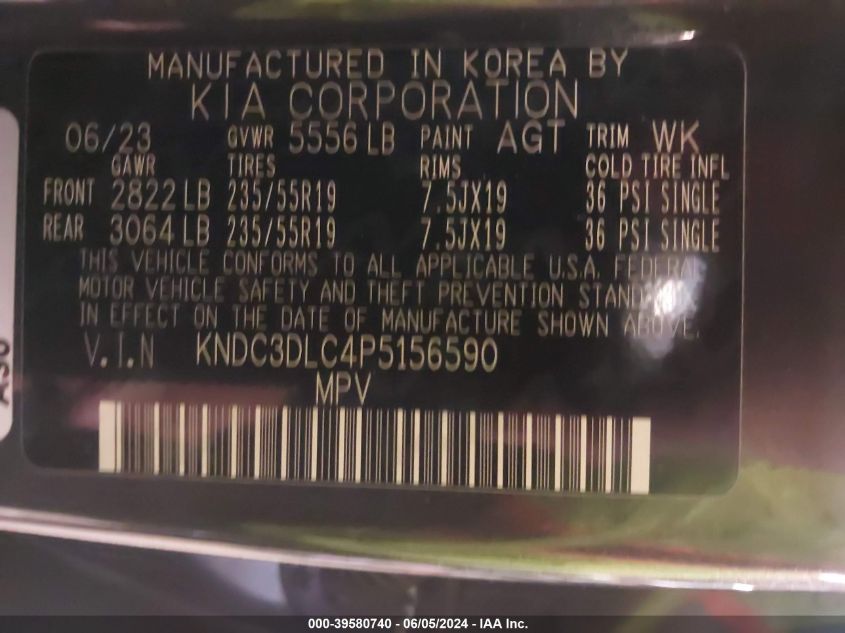 MANUFACTURED IN KOREA BY
KIA CORPORATION
06/23 GVWR 5556 LB PAINT AGT TRIM WK
GAWR TIRES RIMS COLD TIRE INFL
FRONT 2822 LB 235/55R19 7.5JX19 36 PSI SINGLE
REAR 3064 LB 235/55R19 7.5JX19 36 PSI SINGLE
THIS VEHICLE CONFORMS TO ALL APPLICABLE U.S.A. FEDERAL
MOTOR VEHICLE SAFETY AND THEFT PREVENTION STANDARDS
IN EFFECT ON THE DATE OF MANUFACTURE SHOWN ABOVE.
V.I.N KNDC3DLC4P5156590
MPV
000-39580740 - 06/05/2024 - IAA Inc.